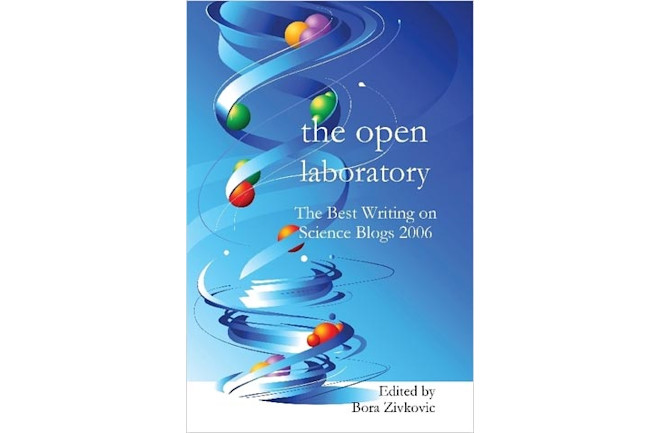 the open
laboratory
The Best Writing on
Science Blogs 2006
Edited by
Bora Zivkovic